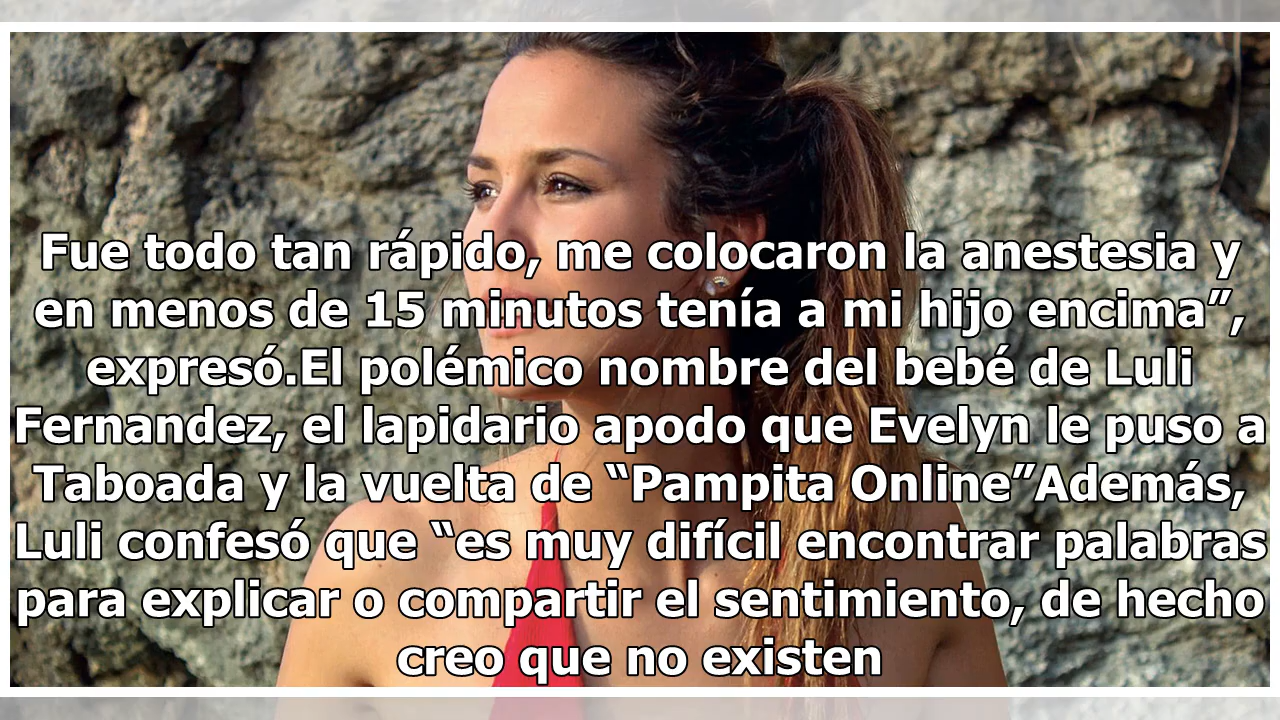 Fue todo tan rápido, me colocaron la anestesia y
en menos de 15 minutos tenía a mi hijo encima”,
expresó.El polémico nombre del bebé de Luli
Fernandez, el lapidario apodo que Evelyn le puso a
Taboada y la vuelta de “Pampita Online”Además,
Luli confesó que “es muy difícil encontrar palabras
para explicar o compartir el sentimiento, de hecho
creo que no existen